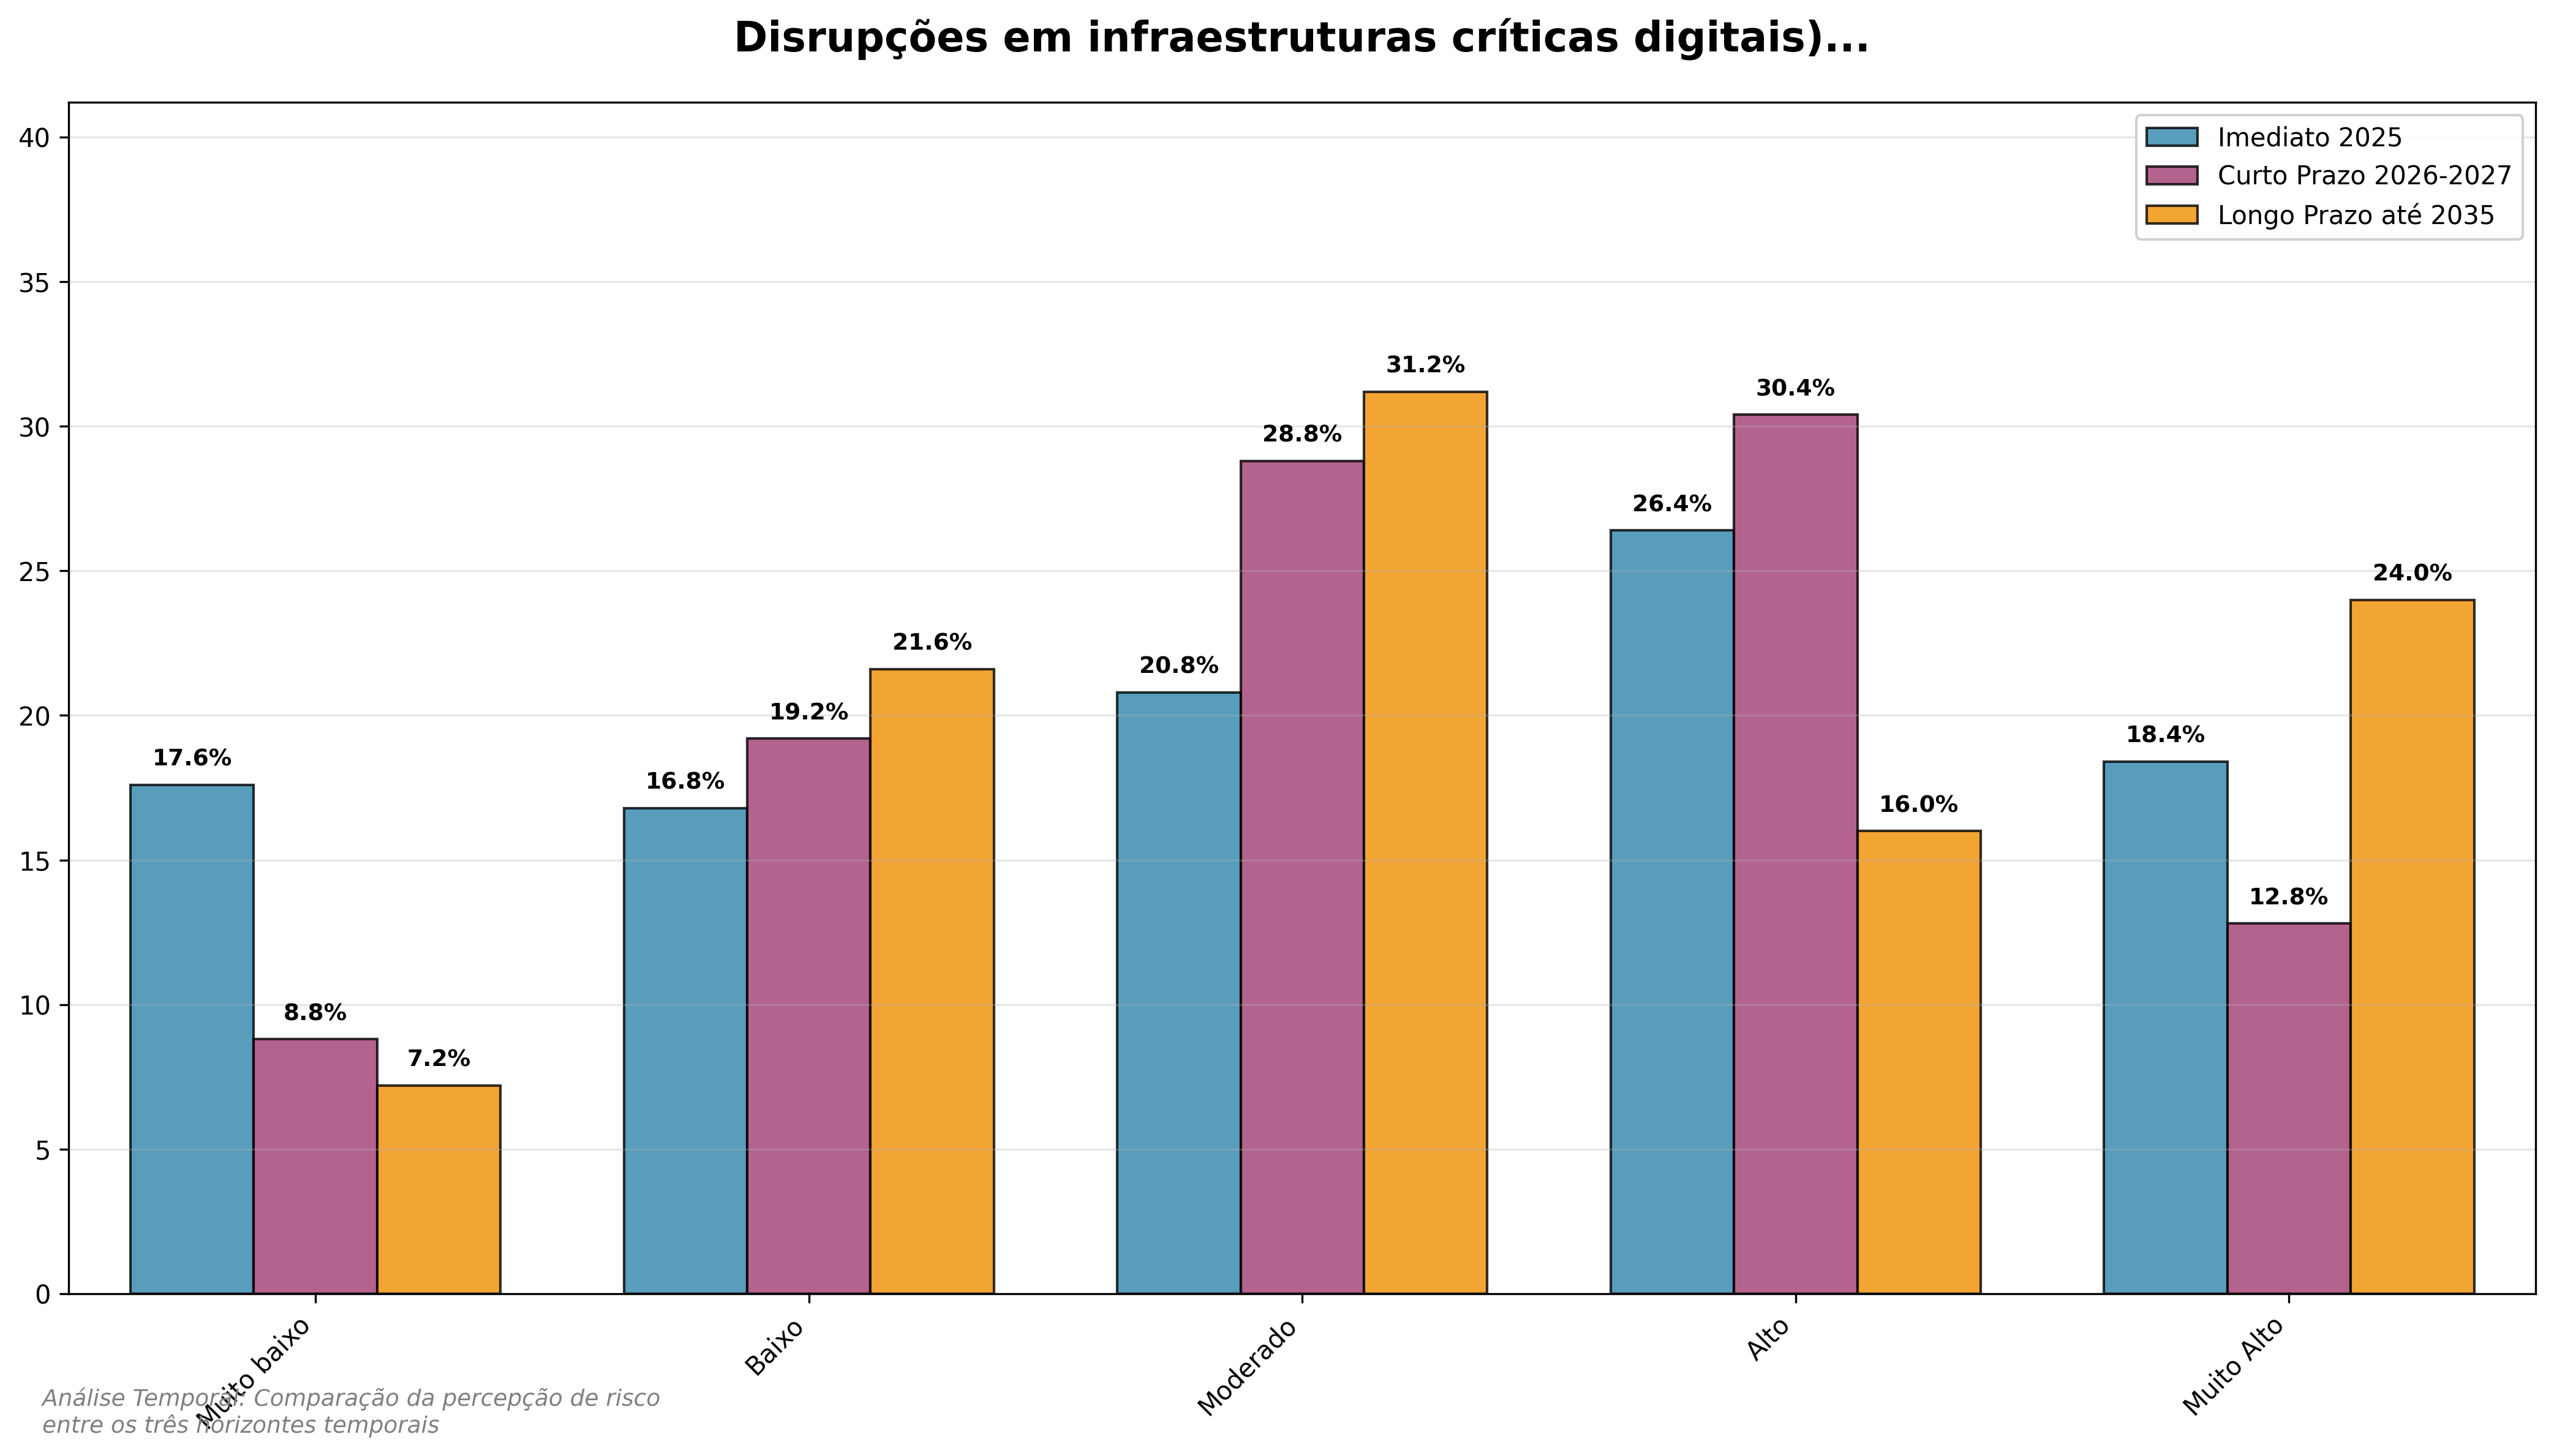 Disrupções em infraestruturas críticas digitais)...
40
35
30
25
20
15
10
5
0
Imediato 2025
Curto Prazo 2026-2027
Longo Prazo até 2035
17.6%
8.8%
7.2%
16.8%
19.2%
21.6%
20.8%
28.8%
31.2%
26.4%
30.4%
16.0%
18.4%
12.8%
24.0%
Muito baixo
Baixo
Moderado
Alto
Muito Alto
Análise Temporal: Comparação da percepção de risco
entre os três horizontes temporais